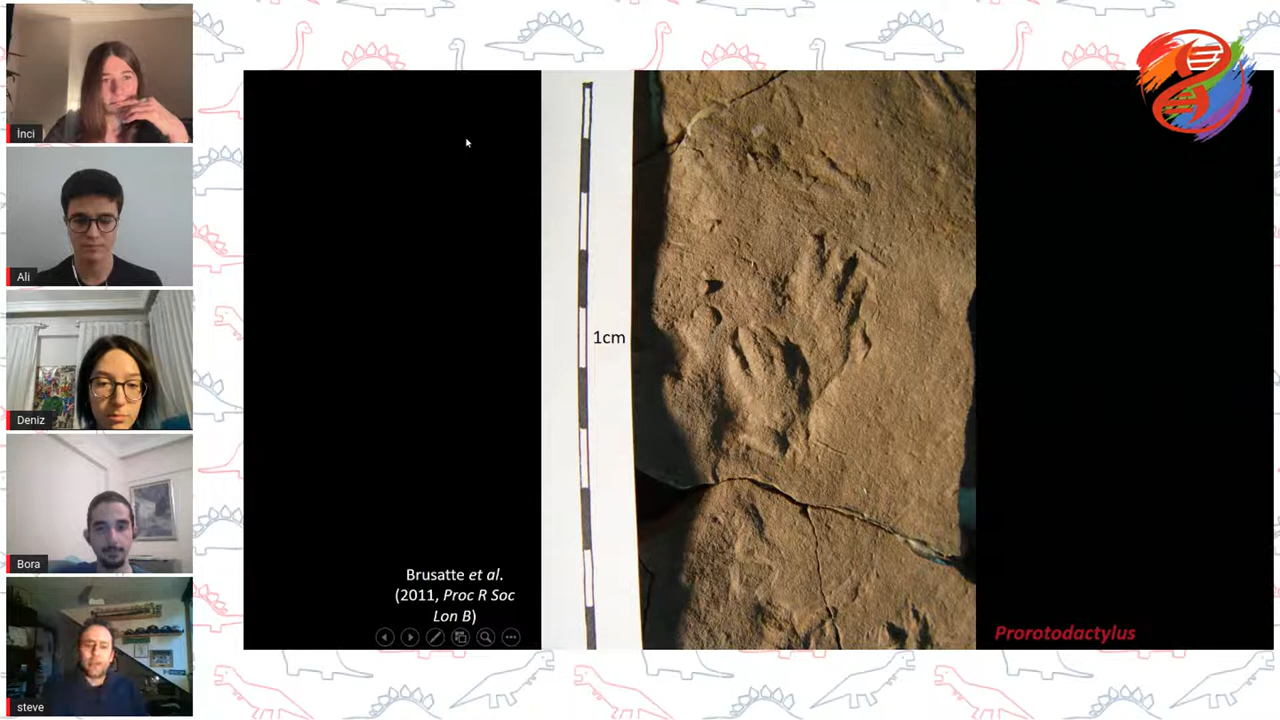 İnci
Ali
Deniz
Bora
steve
1cm
Brusatte et al.
(2011, Proc R Soc
Lon B)
Prorotodactylus